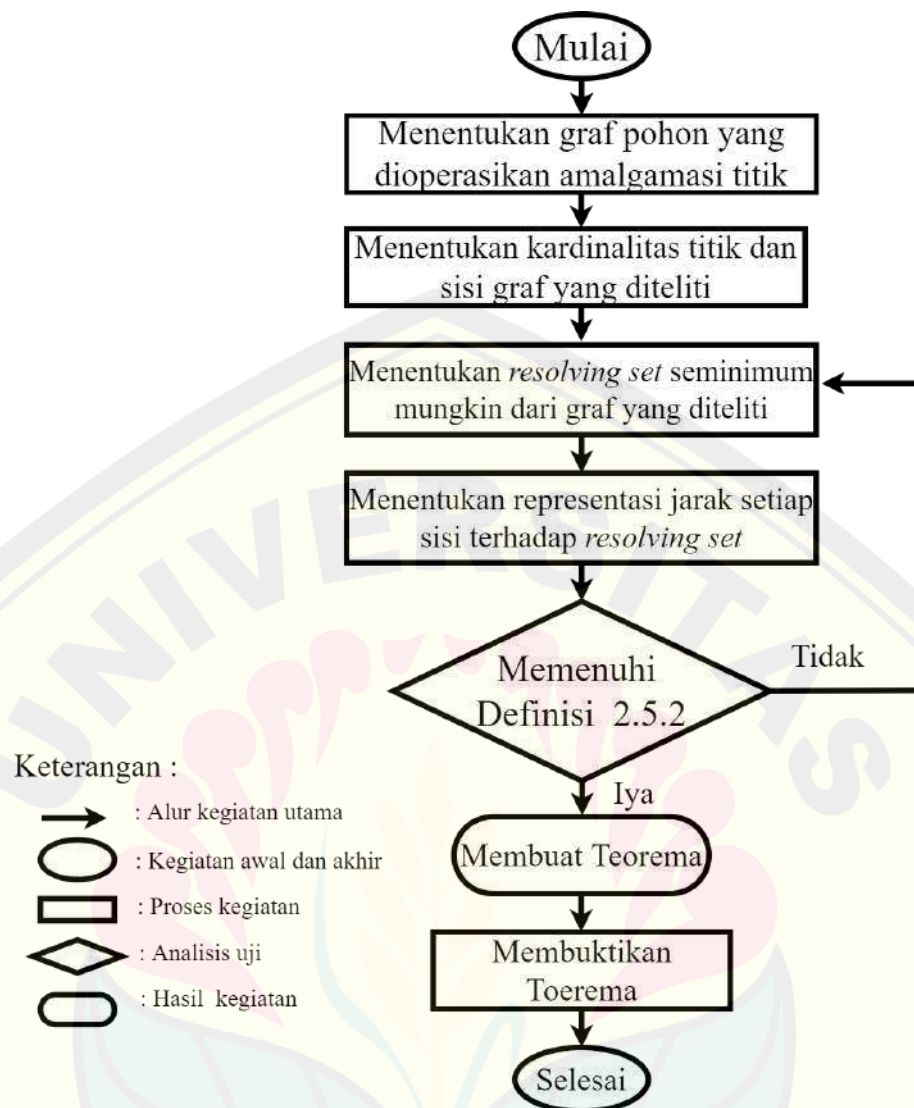 Mulai
Menentukan graf pohon yang
dioperasikan amalgamasi titik
Menentukan kardinalitas titik dan
sisi graf yang diteliti
Menentukan resolving set seminimum
mungkin dari graf yang diteliti
Menentukan representasi jarak setiap
sisi terhadap resolving set
Memenuhi
Definisi 2.5.2
Tidak
Iya
Membuat Teorema
Membuktikan
Toerema
Selesai
Keterangan :
: Alur kegiatan utama
: Kegiatan awal dan akhir
: Proses kegiatan
: Analisis uji
: Hasil kegiatan
UNIVERSITAS